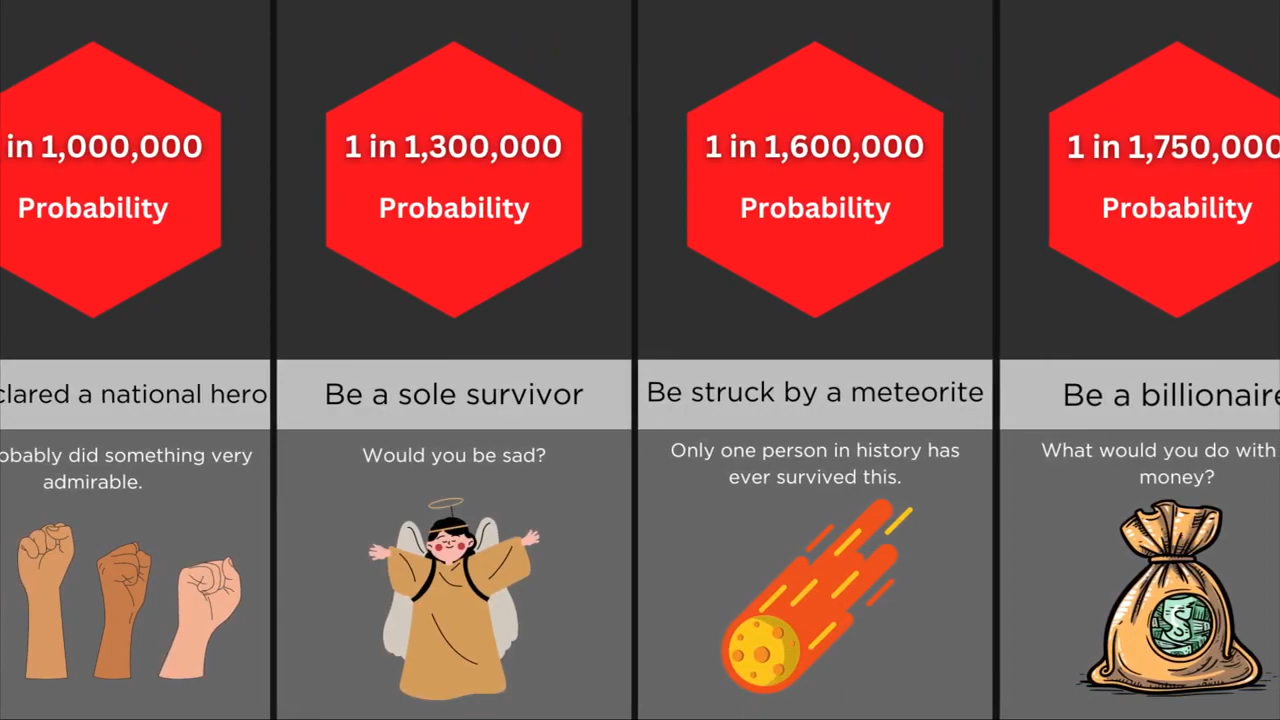 in 1,000,000
Probability
clared a national hero
obably did something very
admirable.
1 in 1,300,000
Probability
Be a sole survivor
Would you be sad?
1 in 1,600,000
Probability
Be struck by a meteorite
Only one person in history has
ever survived this.
1 in 1,750,000
Probability
Be a billionaire
What would you do with
money?